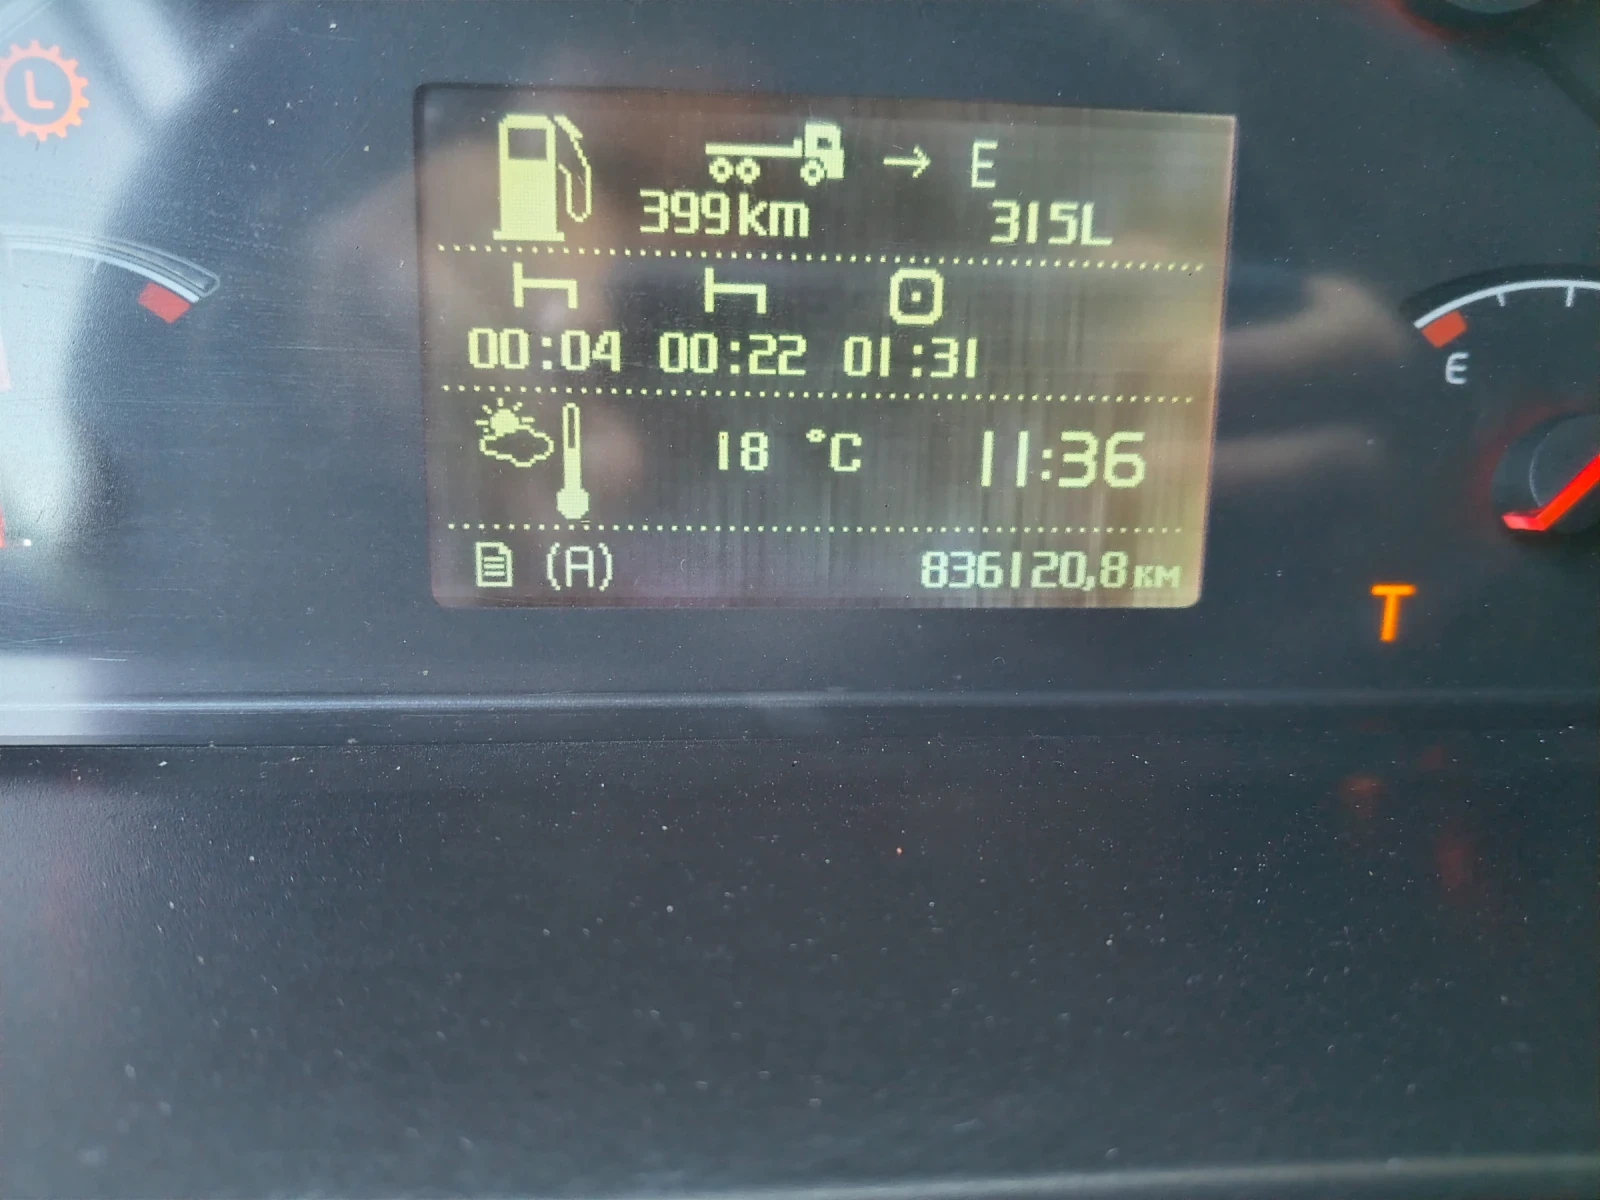 L
E
399km 315L
00:04 00:22 01:31
E
18 °C 11:36
(A) 836120,8км
T